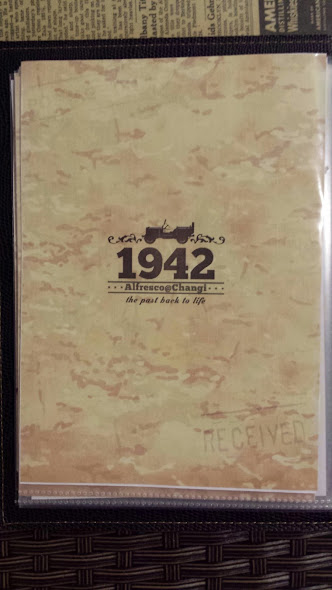 1942
Alfresco@Changi
the past back to life
RECEIVED